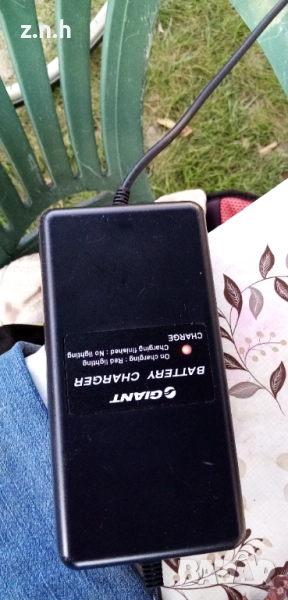 z.n.h
GIANT
BATTERY CHARGER
On charging : Red lighting
Charging finished : No lighting
CHARGE